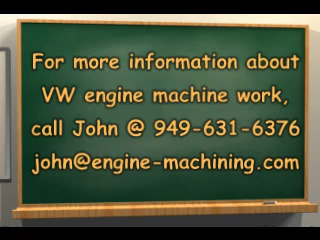 For more information about
VW engine machine work,
call John @ 949-631-6376
john@engine-machining.com